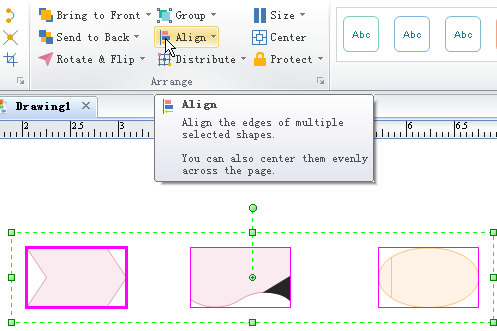 Bring to Front Group Size
Send to Back Align Center
Rotate & Flip Distribute Protect
Arrange
Abc Abc Abc
Drawing1
2 2.5 3 6 6.5
Align
Align the edges of multiple
selected shapes.
You can also center them evenly
across the page.